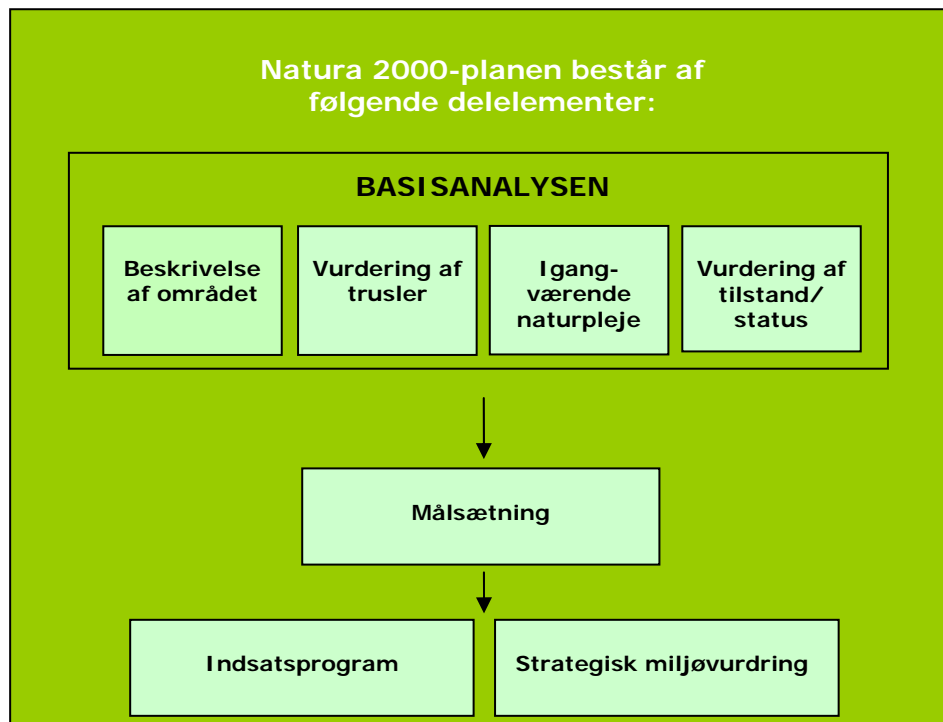 Natura 2000-planen består af
følgende delelementer:
BASISANALYSEN
Beskrivelse
af området
Vurdering af
trusler
Igang-
værende
naturpleje
Vurdering af
tilstand/
status
Målsætning
Indsatsprogram
Strategisk miljøvurdring